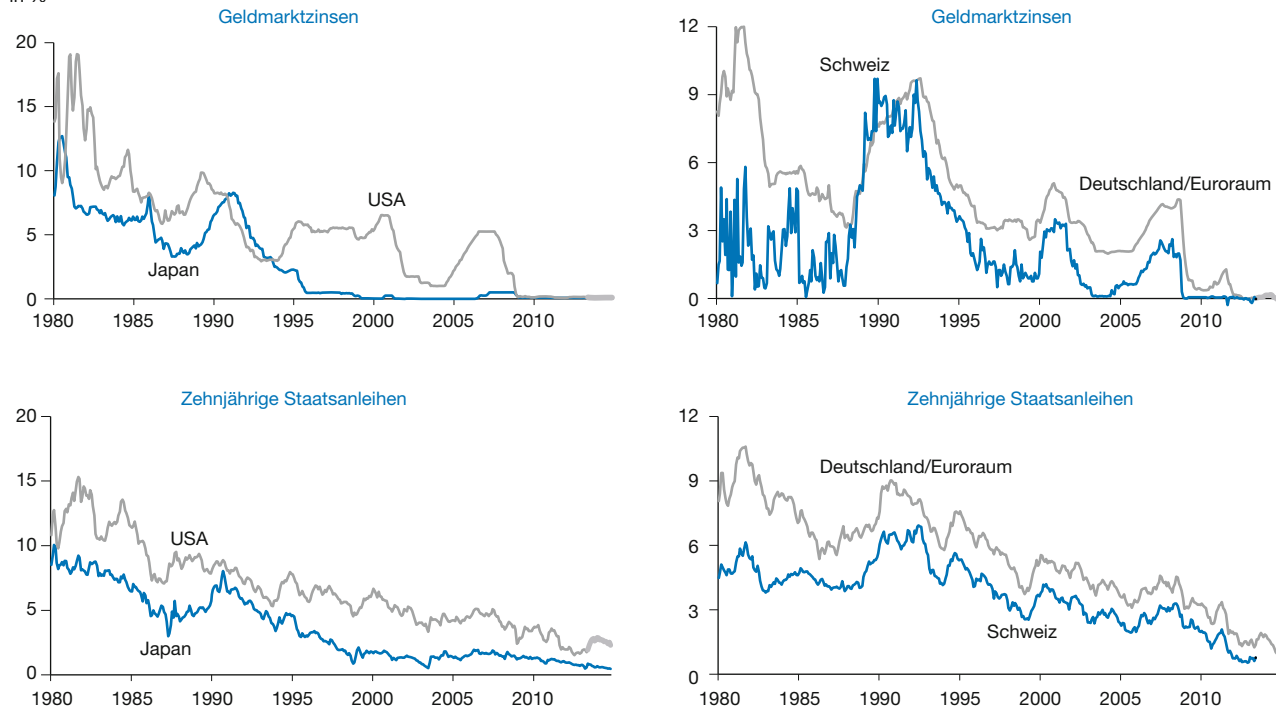 in %
Geldmarktzinsen
20
15
10
5
0
USA
Japan
1980 1985 1990 1995 2000 2005 2010
Geldmarktzinsen
12
9
6
3
0
Schweiz
Deutschland/Euroraum
1980 1985 1990 1995 2000 2005 2010
Zehnjährige Staatsanleihen
20
15
10
5
0
USA
Japan
1980 1985 1990 1995 2000 2005 2010
Zehnjährige Staatsanleihen
12
9
6
3
0
Deutschland/Euroraum
Schweiz
1980 1985 1990 1995 2000 2005 2010